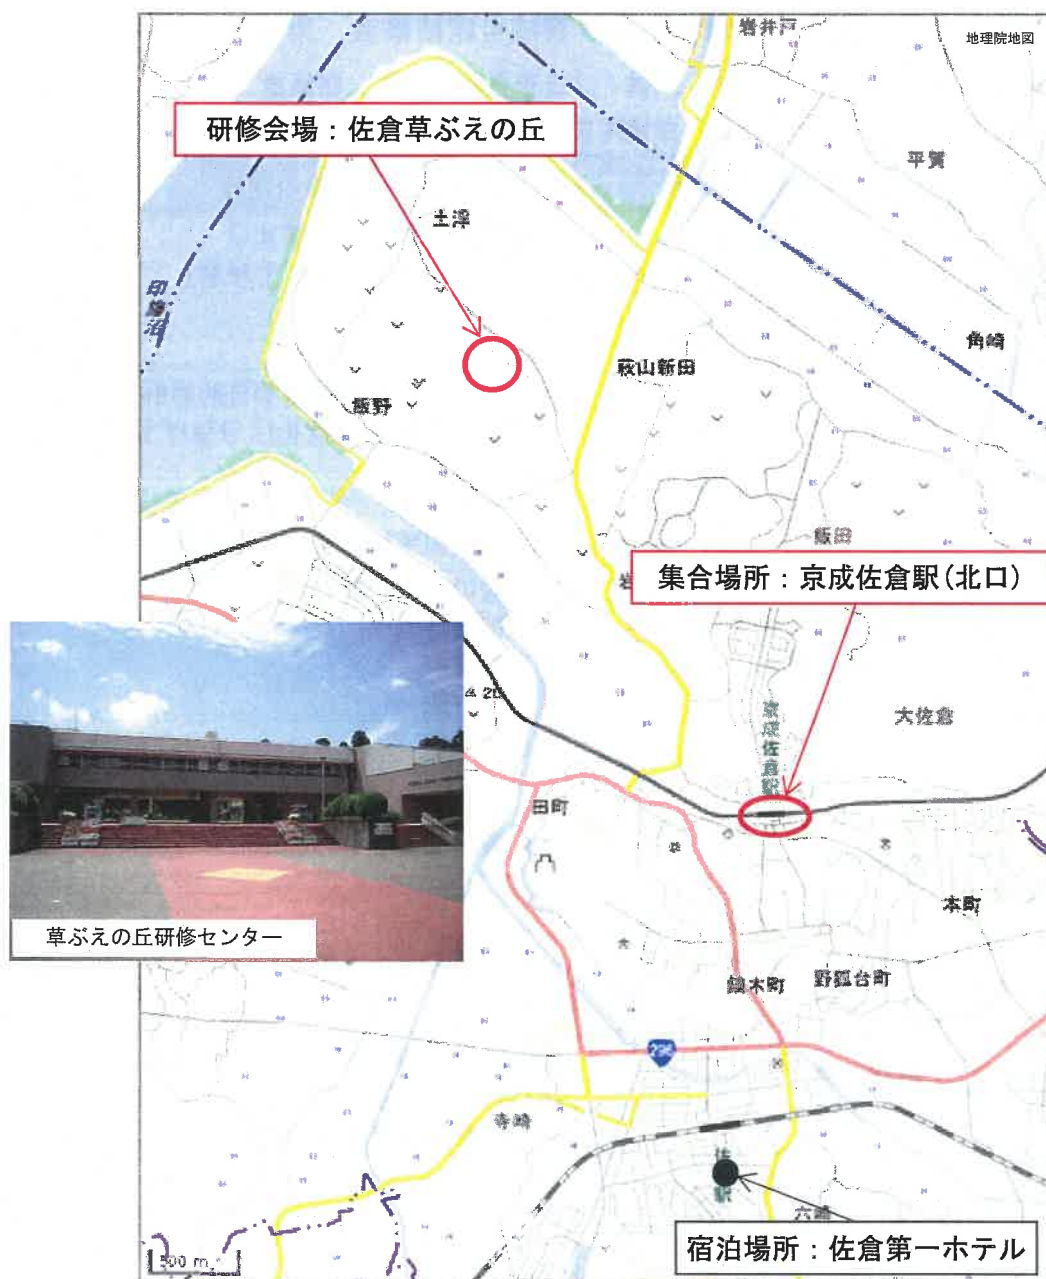 岩井戸
地理院地図
研修会場：佐倉草ぶえの丘
平賀
土浮
印旛沼
角崎
萩山新田
飯野
飯田
集合場所：京成佐倉駅（北口）
岩
20
大佐倉
京成佐倉駅
田町
本町
草ぶえの丘研修センター
鏑木町
野狐台町
296
寺崎
佐
駅
六崎
宿泊場所：佐倉第一ホテル
500 m